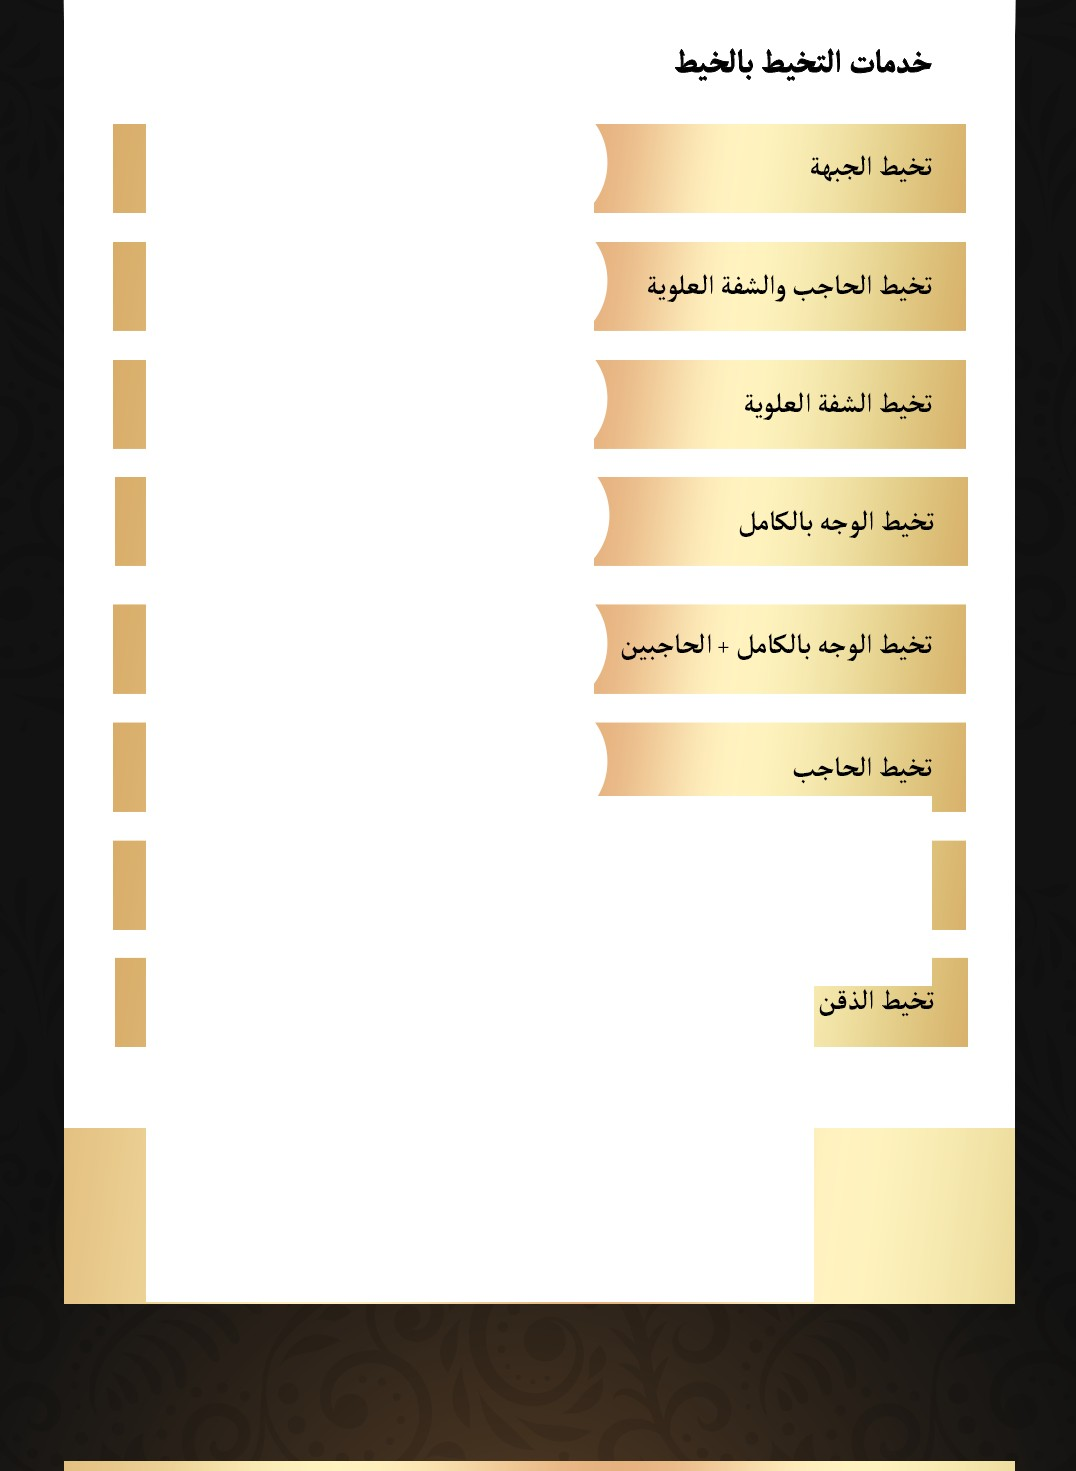 خدمات التخيط بالخيط
تخيط الجبهة
تخيط الحاجب والشفة العلوية
تخيط الشفة العلوية
تخيط الوجه بالكامل
تخيط الوجه بالكامل + الحاجبين
تخيط الحاجب
تخيط الذقن